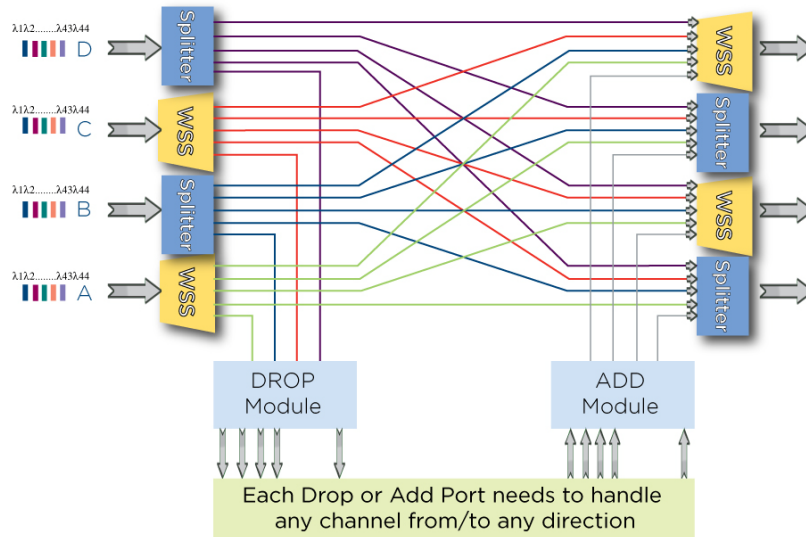 λ1λ2........λ43λ44
D
Splitter
WSS
λ1λ2........λ43λ44
C
WSS
Splitter
λ1λ2........λ43λ44
B
Splitter
WSS
λ1λ2........λ43λ44
A
WSS
Splitter
DROP
Module
ADD
Module
Each Drop or Add Port needs to handle
any channel from/to any direction